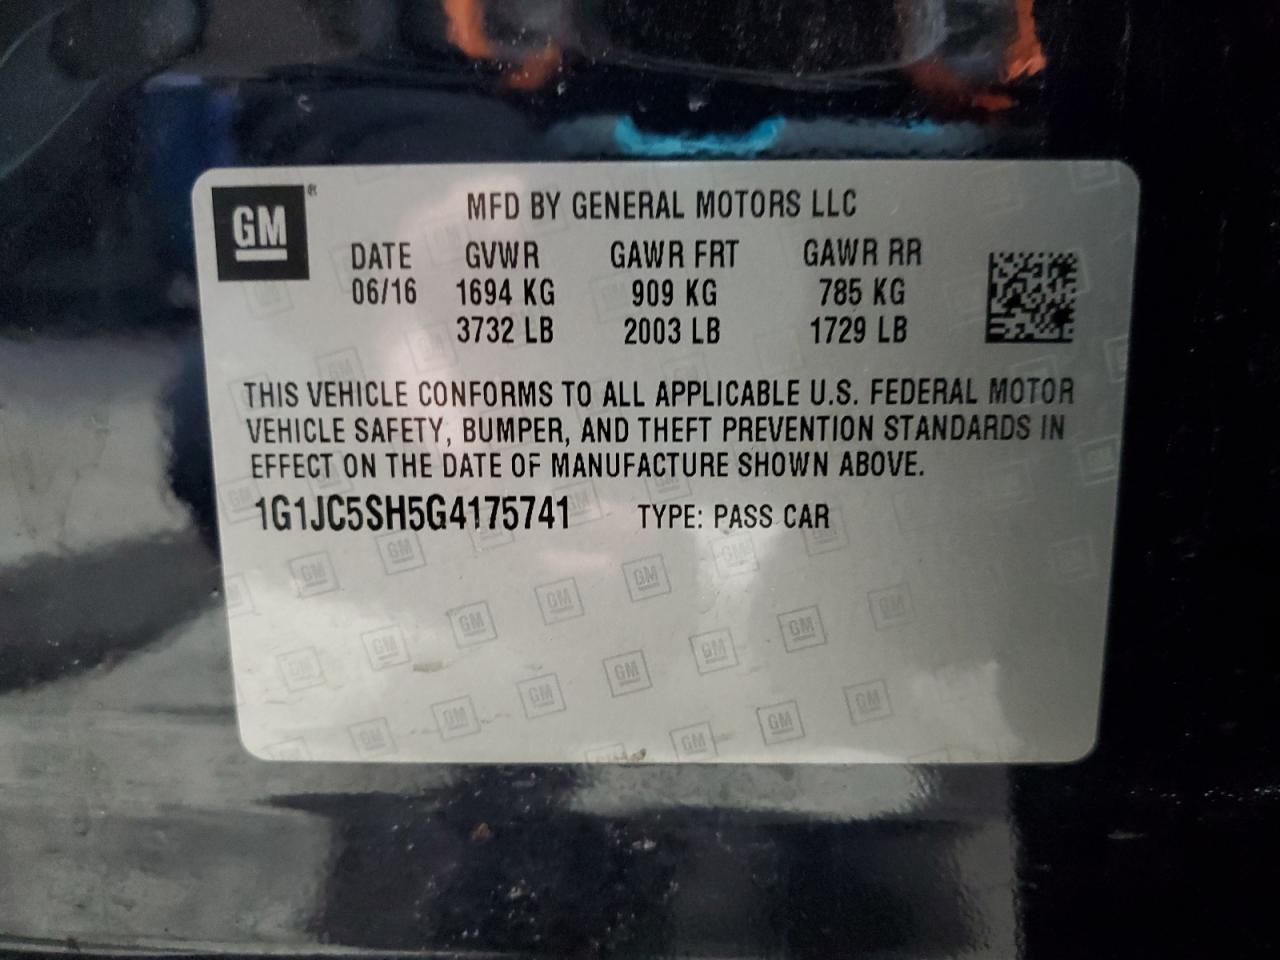 GM®
MFD BY GENERAL MOTORS LLC
DATE GVWR GAWR FRT GAWR RR
06/16 1694 KG 909 KG 785 KG
3732 LB 2003 LB 1729 LB
THIS VEHICLE CONFORMS TO ALL APPLICABLE U.S. FEDERAL MOTOR
VEHICLE SAFETY, BUMPER, AND THEFT PREVENTION STANDARDS IN
EFFECT ON THE DATE OF MANUFACTURE SHOWN ABOVE.
1G1JC5SH5G4175741 TYPE: PASS CAR